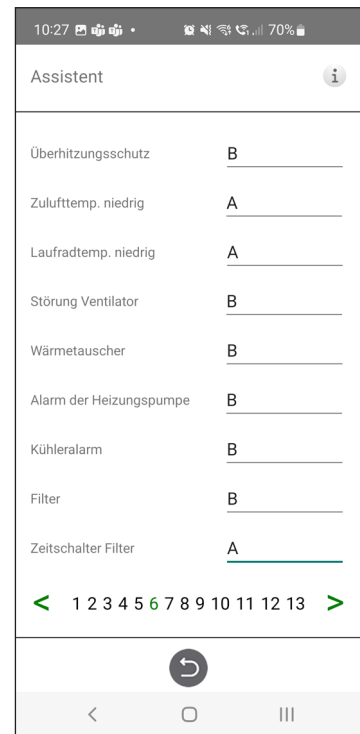 10:27 70%
Assistent i
Überhitzungsschutz B
Zulufttemp. niedrig A
Laufradtemp. niedrig A
Störung Ventilator B
Wärmetauscher B
Alarm der Heizungspumpe B
Kühleralarm B
Filter B
Zeitschalter Filter A
< 1 2 3 4 5 6 7 8 9 10 11 12 13 >